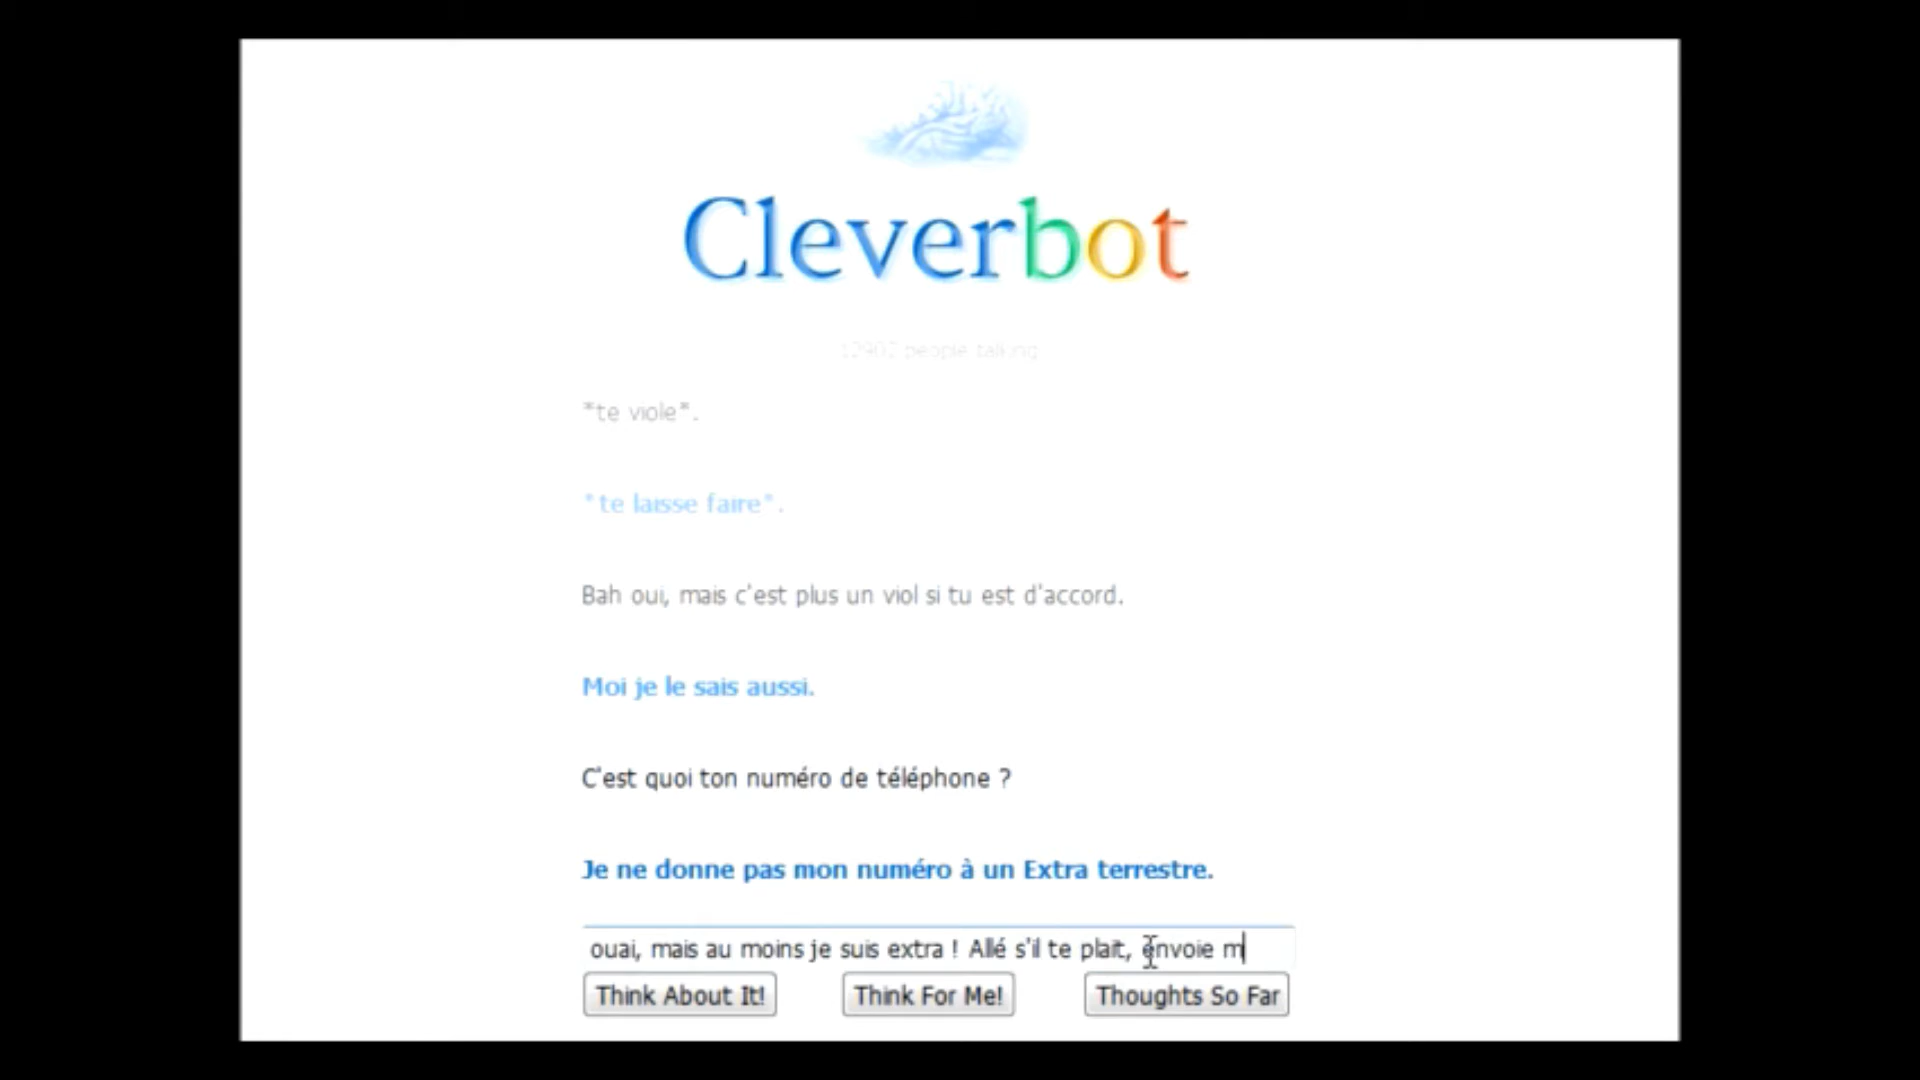 Cleverbot
people talking
*te viole*.
*te laisse faire*.
Bah oui, mais c'est plus un viol si tu est d'accord.
Moi je le sais aussi.
C'est quoi ton numéro de téléphone ?
Je ne donne pas mon numéro à un Extra terrestre.
ouai, mais au moins je suis extra ! Allé s'il te plait, envoie m
Think About It!
Think For Me!
Thoughts So Far